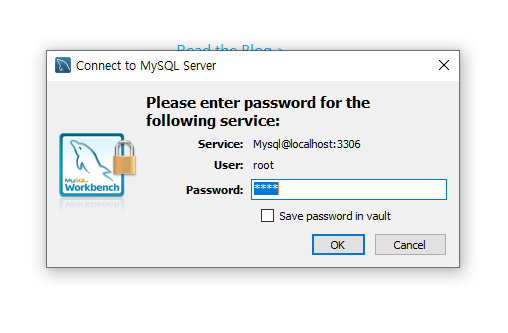 Read the Blog >
Connect to MySQL Server
Please enter password for the
following service:
Service: Mysql@localhost:3306
User: root
Password: ****
Save password in vault
MySQL
Workbench
OK Cancel